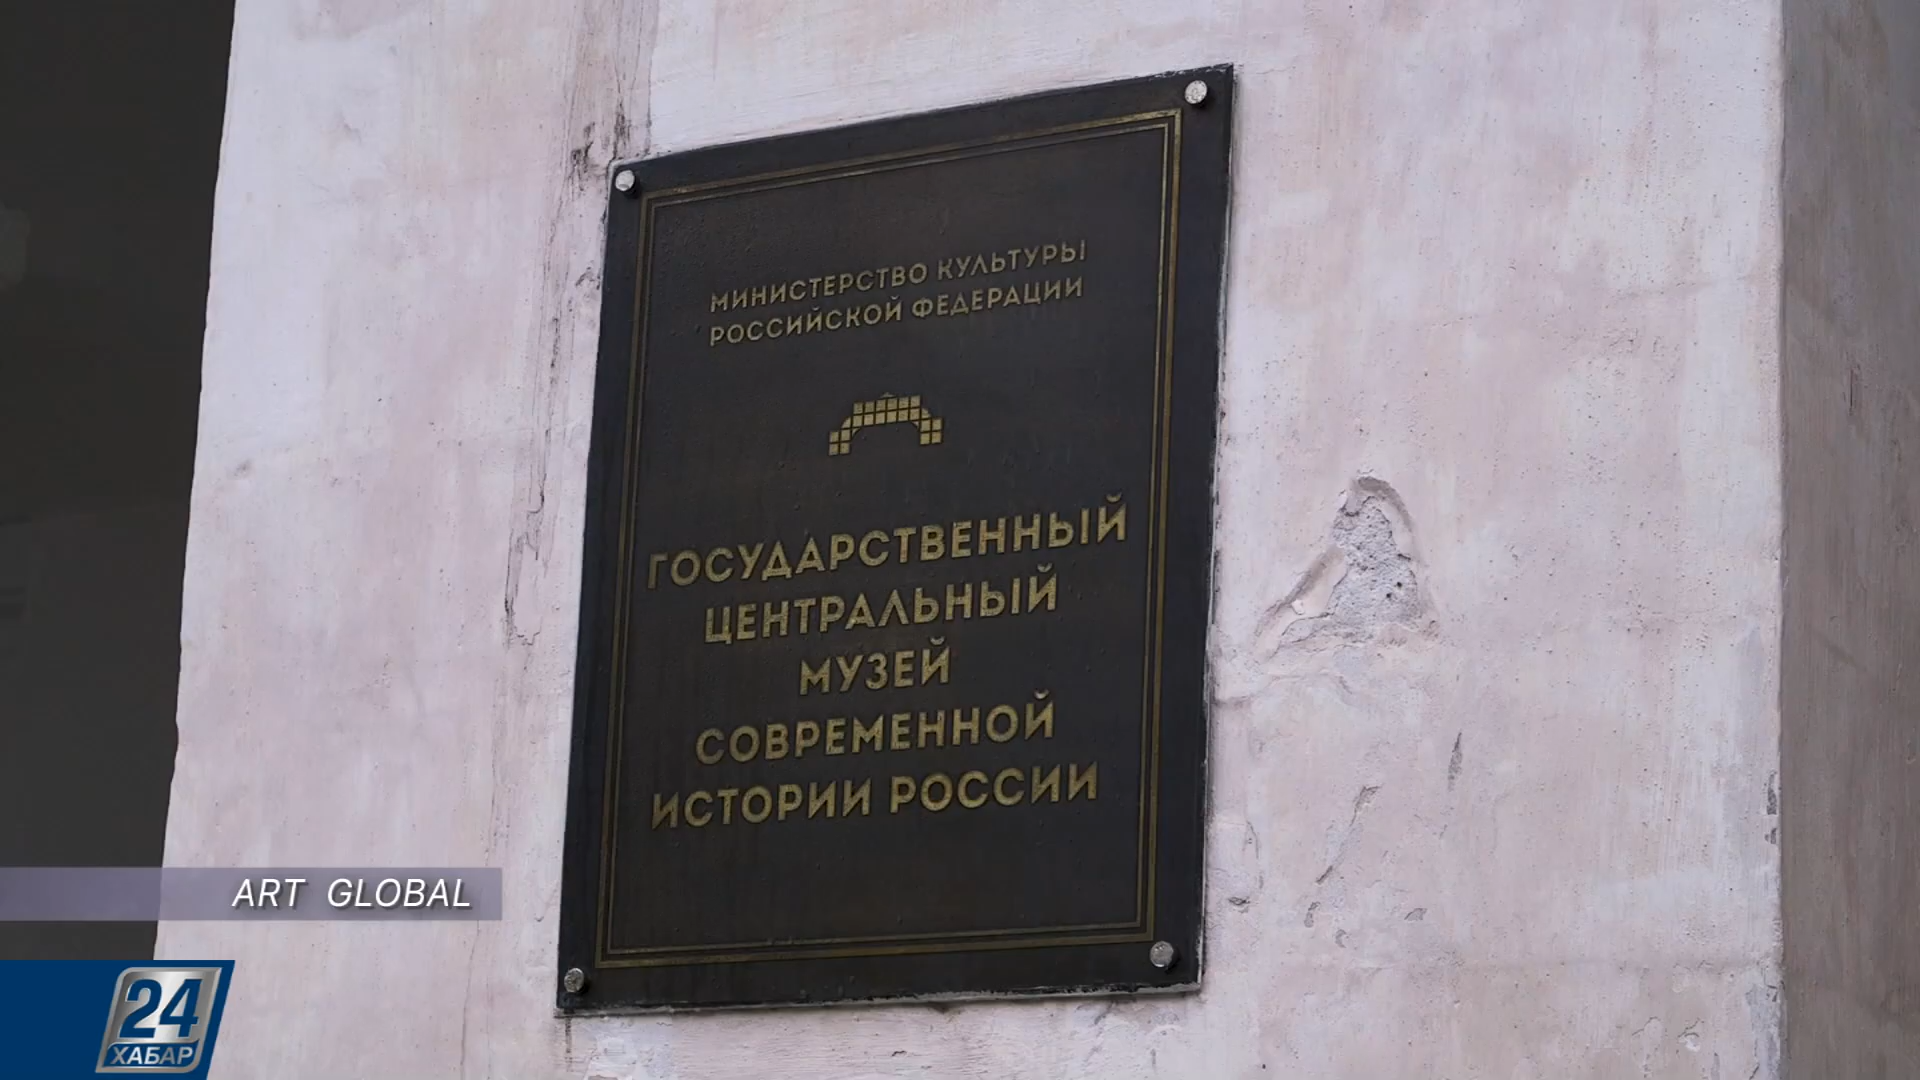 МИНИСТЕРСТВО КУЛЬТУРЫ
РОССИЙСКОЙ ФЕДЕРАЦИИ
ГОСУДАРСТВЕННЫЙ
ЦЕНТРАЛЬНЫЙ
МУЗЕЙ
СОВРЕМЕННОЙ
ИСТОРИИ РОССИИ
ART GLOBAL
24
ХАБАР